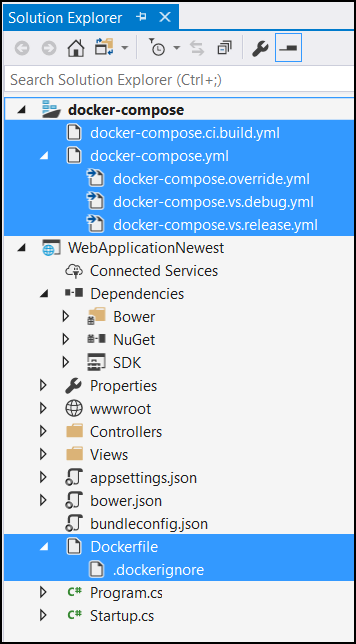 Solution Explorer
Search Solution Explorer (Ctrl+;)
docker-compose
docker-compose.ci.build.yml
docker-compose.yml
docker-compose.override.yml
docker-compose.vs.debug.yml
docker-compose.vs.release.yml
WebApplicationNewest
Connected Services
Dependencies
Bower
NuGet
SDK
Properties
wwwroot
Controllers
Views
appsettings.json
bower.json
bundleconfig.json
Dockerfile
.dockerignore
C# Program.cs
C# Startup.cs